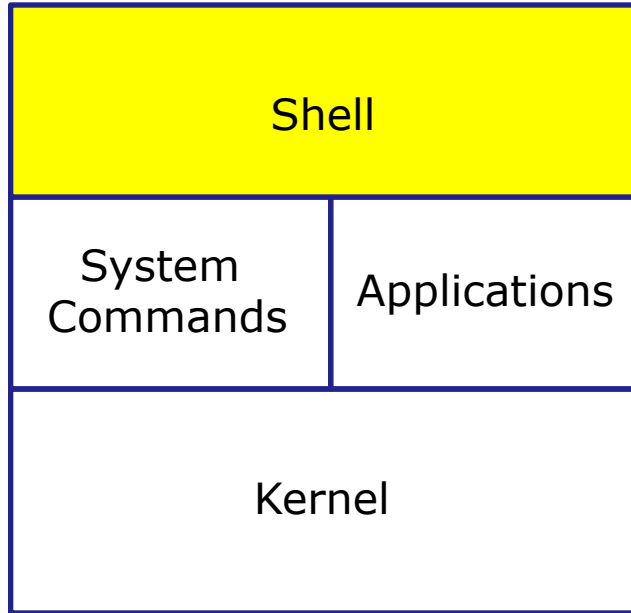 Shell
System
Commands
Applications
Kernel